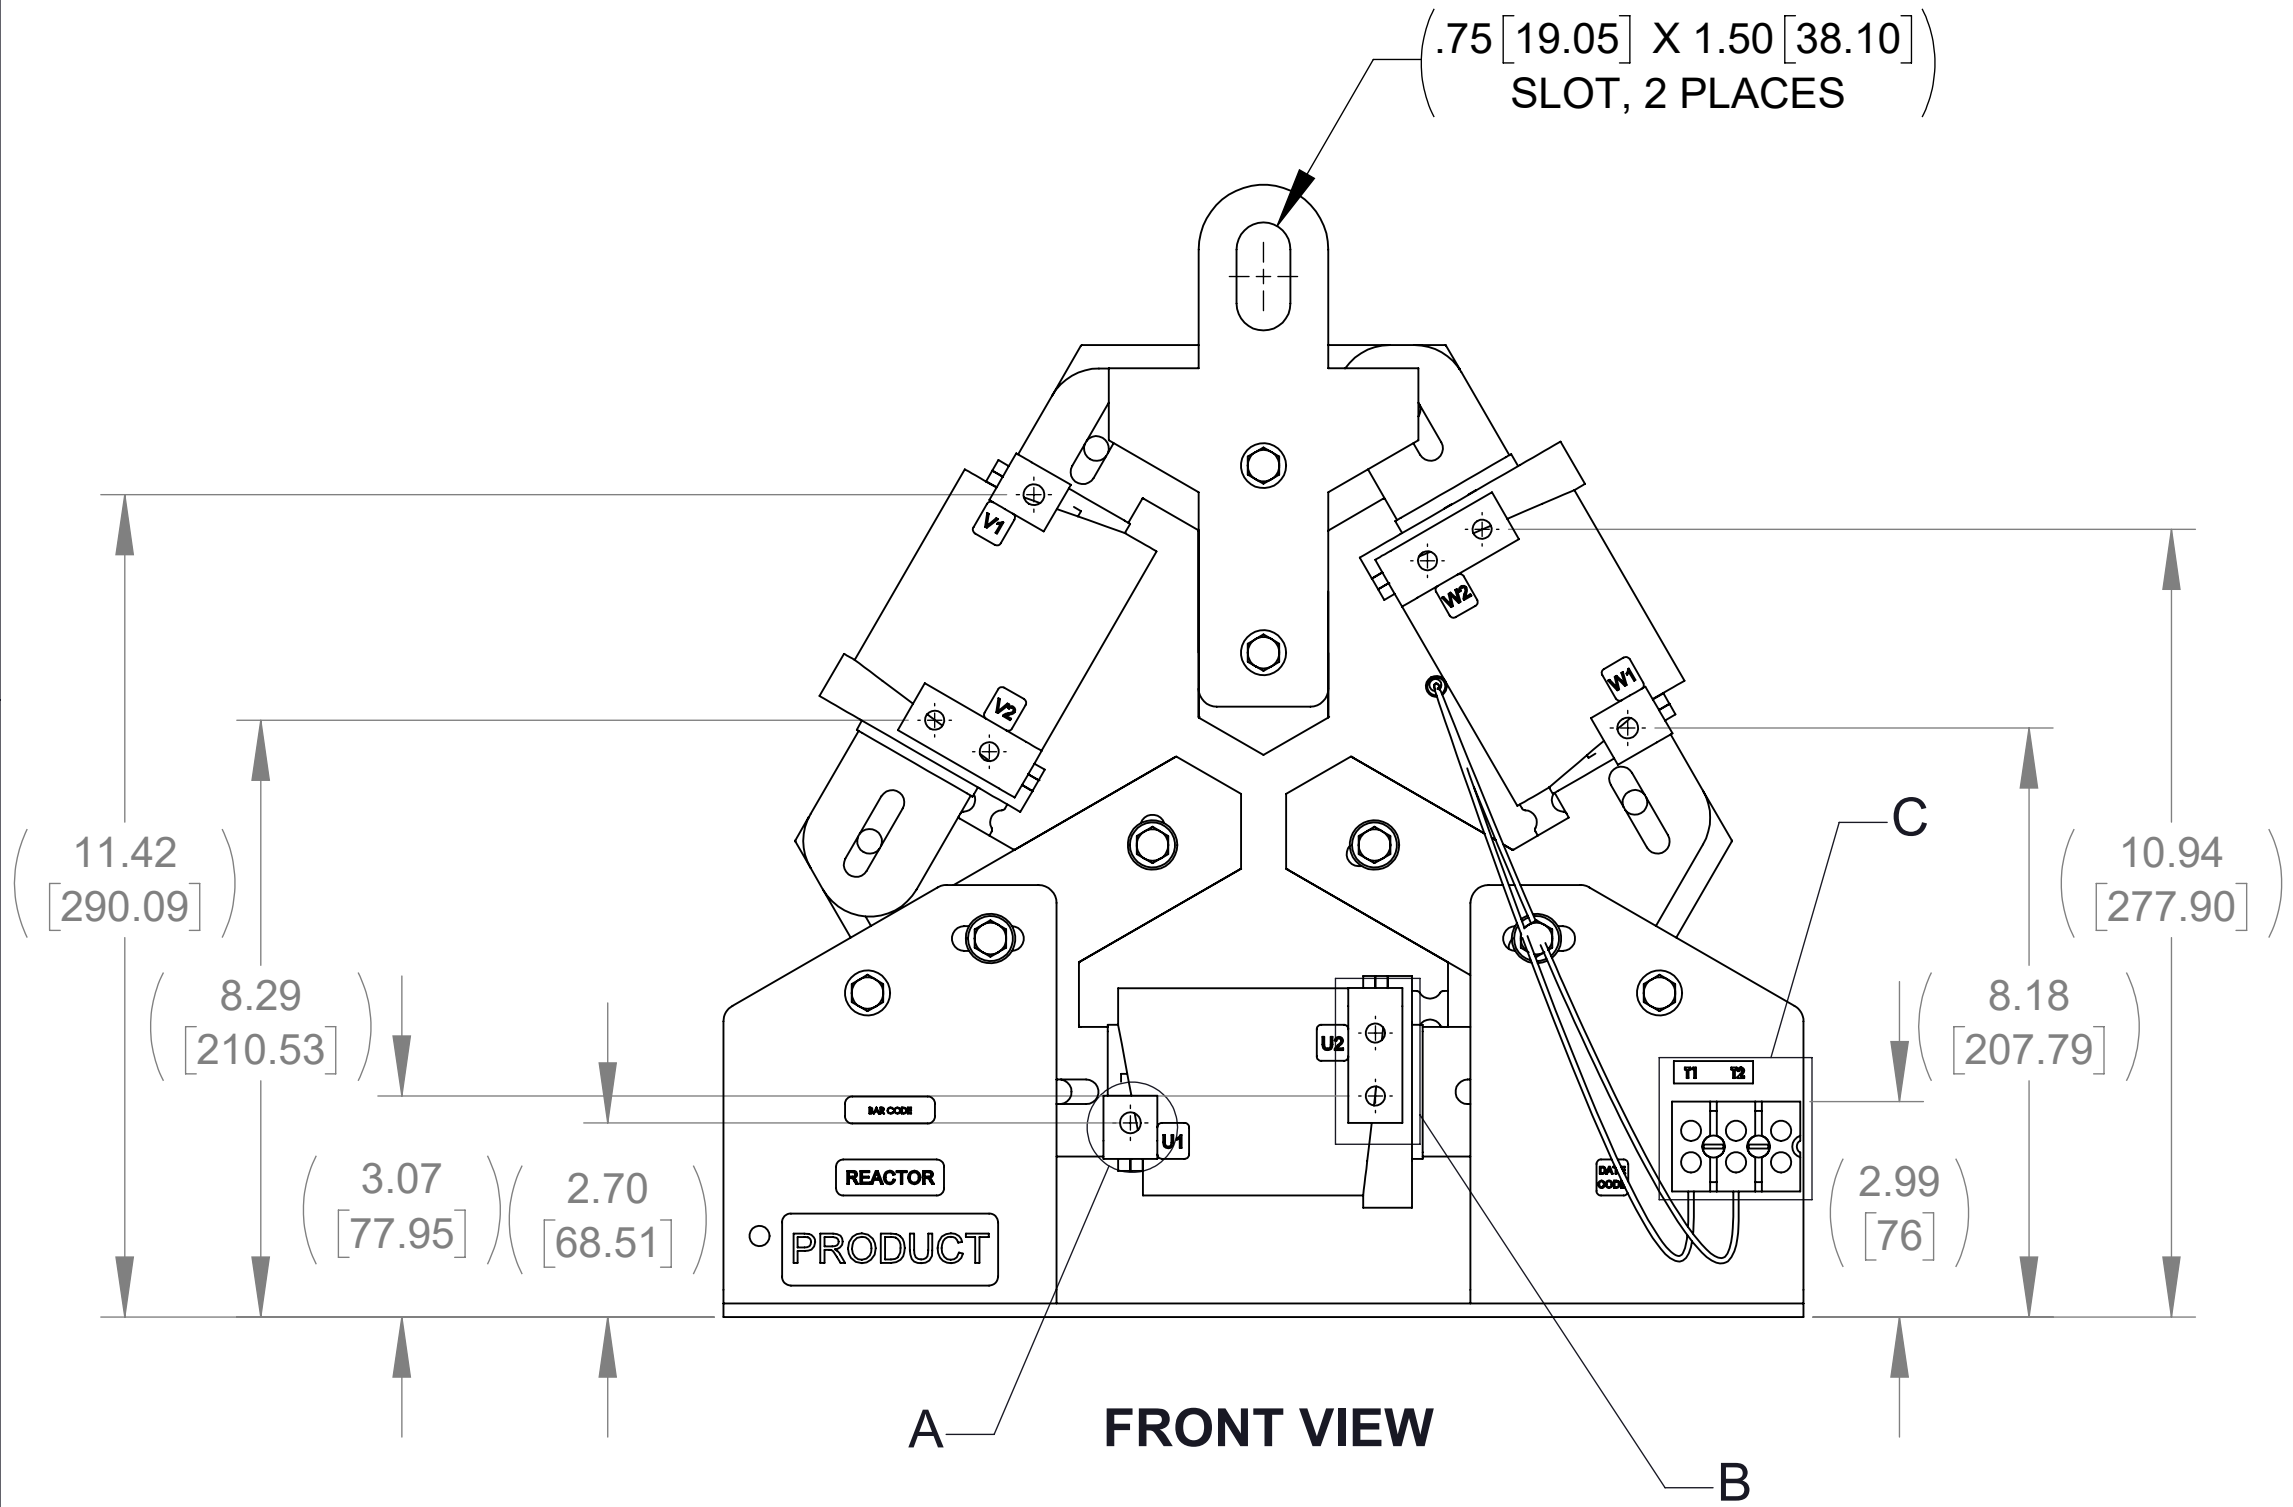 .75[19.05] X 1.50[38.10]
SLOT, 2 PLACES
V1
W2
W1
V2
C
11.42
[290.09]
10.94
[277.90]
8.29
[210.53]
8.18
[207.79]
U2
T1 T2
BAR CODE
U1
3.07
[77.95]
2.70
[68.51]
REACTOR
DATE
CODE
2.99
[76]
PRODUCT
A
FRONT VIEW
B